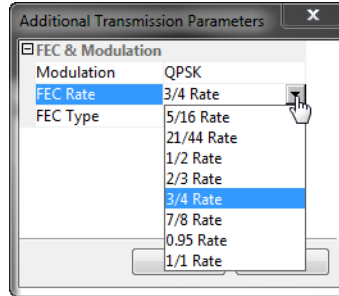 Additional Transmission Parameters
x
FEC & Modulation
Modulation QPSK
FEC Rate 3/4 Rate
FEC Type
5/16 Rate
21/44 Rate
1/2 Rate
2/3 Rate
3/4 Rate
7/8 Rate
0.95 Rate
1/1 Rate